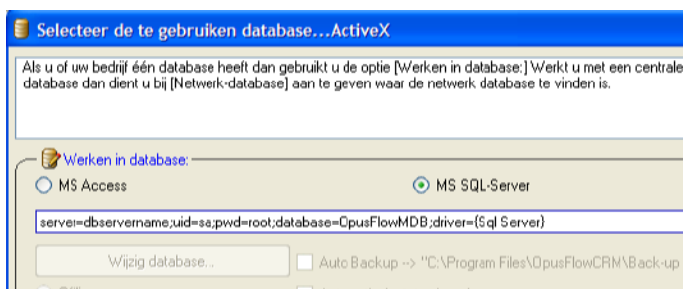 Selecteer de te gebruiken database...ActiveX
Als u of uw bedrijf één database heeft dan gebruikt u de optie [Werken in database:] Werkt u met een centrale
database dan dient u bij [Netwerk-database] aan te geven waar de netwerk database te vinden is.
Werken in database:
MS Access
MS SQL-Server
server=dbservername;uid=sa;pwd=root;database=OpusFlowMDB;driver={Sql Server}
Wijzig database...
Auto Backup --> "C:\Program Files\OpusFlowCRM\Back-up